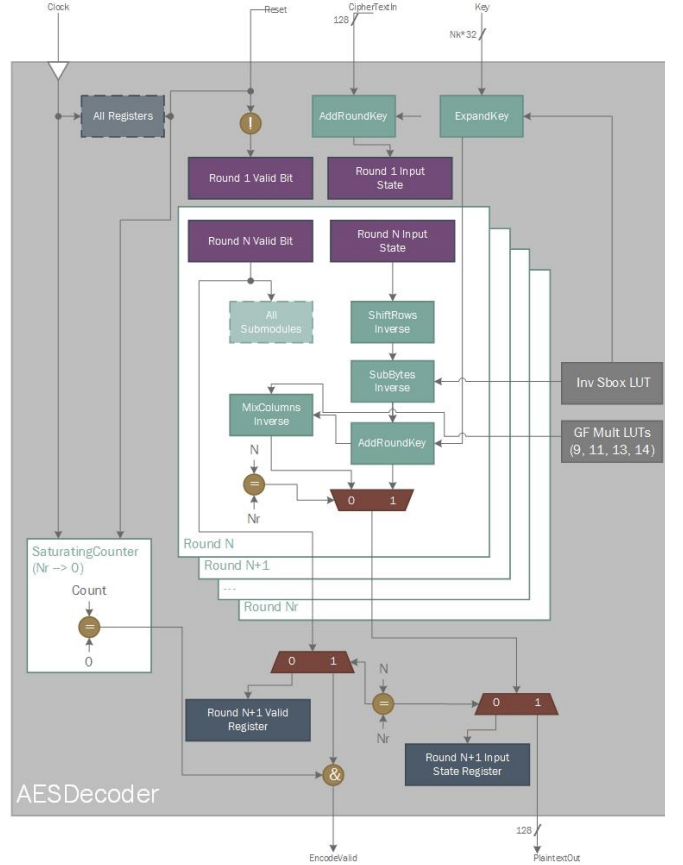 Clock
Reset
CipherTextIn
Key
128
Nk*32
All Registers
!
AddRoundKey
ExpandKey
Round 1 Valid Bit
Round 1 Input
State
Round N Valid Bit
Round N Input
State
All
Submodules
ShiftRows
Inverse
SubBytes
Inverse
Inv Sbox LUT
MixColumns
Inverse
AddRoundKey
GF Mult LUTs
(9, 11, 13, 14)
N
=
Nr
0 1
Round N
Round N+1
...
Round Nr
SaturatingCounter
(Nr --> 0)
Count
=
0
0 1
N
=
Nr
0 1
Round N+1 Valid
Register
Round N+1 Input
State Register
&
AESDecoder
128
EncodeValid
PlaintextOut